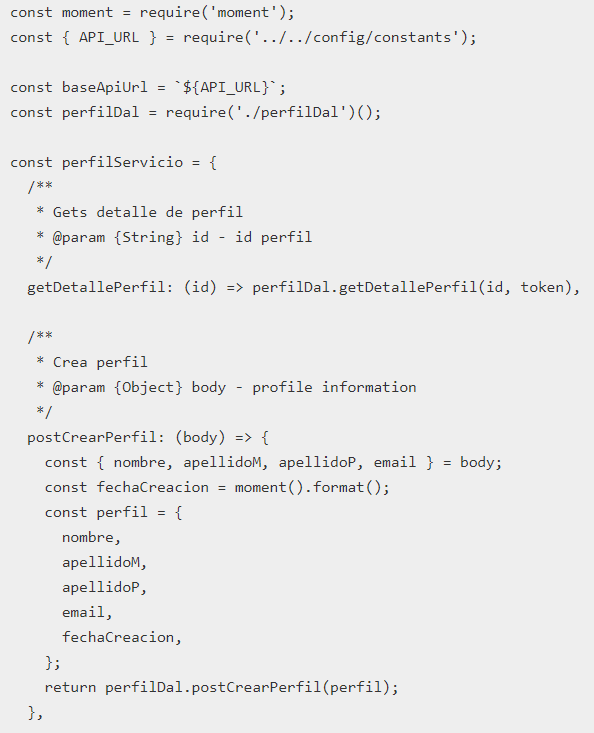 const moment = require('moment');
const { API_URL } = require('../../config/constants');

const baseApiUrl = `${API_URL}`;
const perfilDal = require('./perfilDal')();

const perfilServicio = {
  /**
   * Gets detalle de perfil
   * @param {String} id - id perfil
   */
  getDetallePerfil: (id) => perfilDal.getDetallePerfil(id, token),

  /**
   * Crea perfil
   * @param {Object} body - profile information
   */
  postCrearPerfil: (body) => {
    const { nombre, apellidoM, apellidoP, email } = body;
    const fechaCreacion = moment().format();
    const perfil = {
      nombre,
      apellidoM,
      apellidoP,
      email,
      fechaCreacion,
    };
    return perfilDal.postCrearPerfil(perfil);
  },